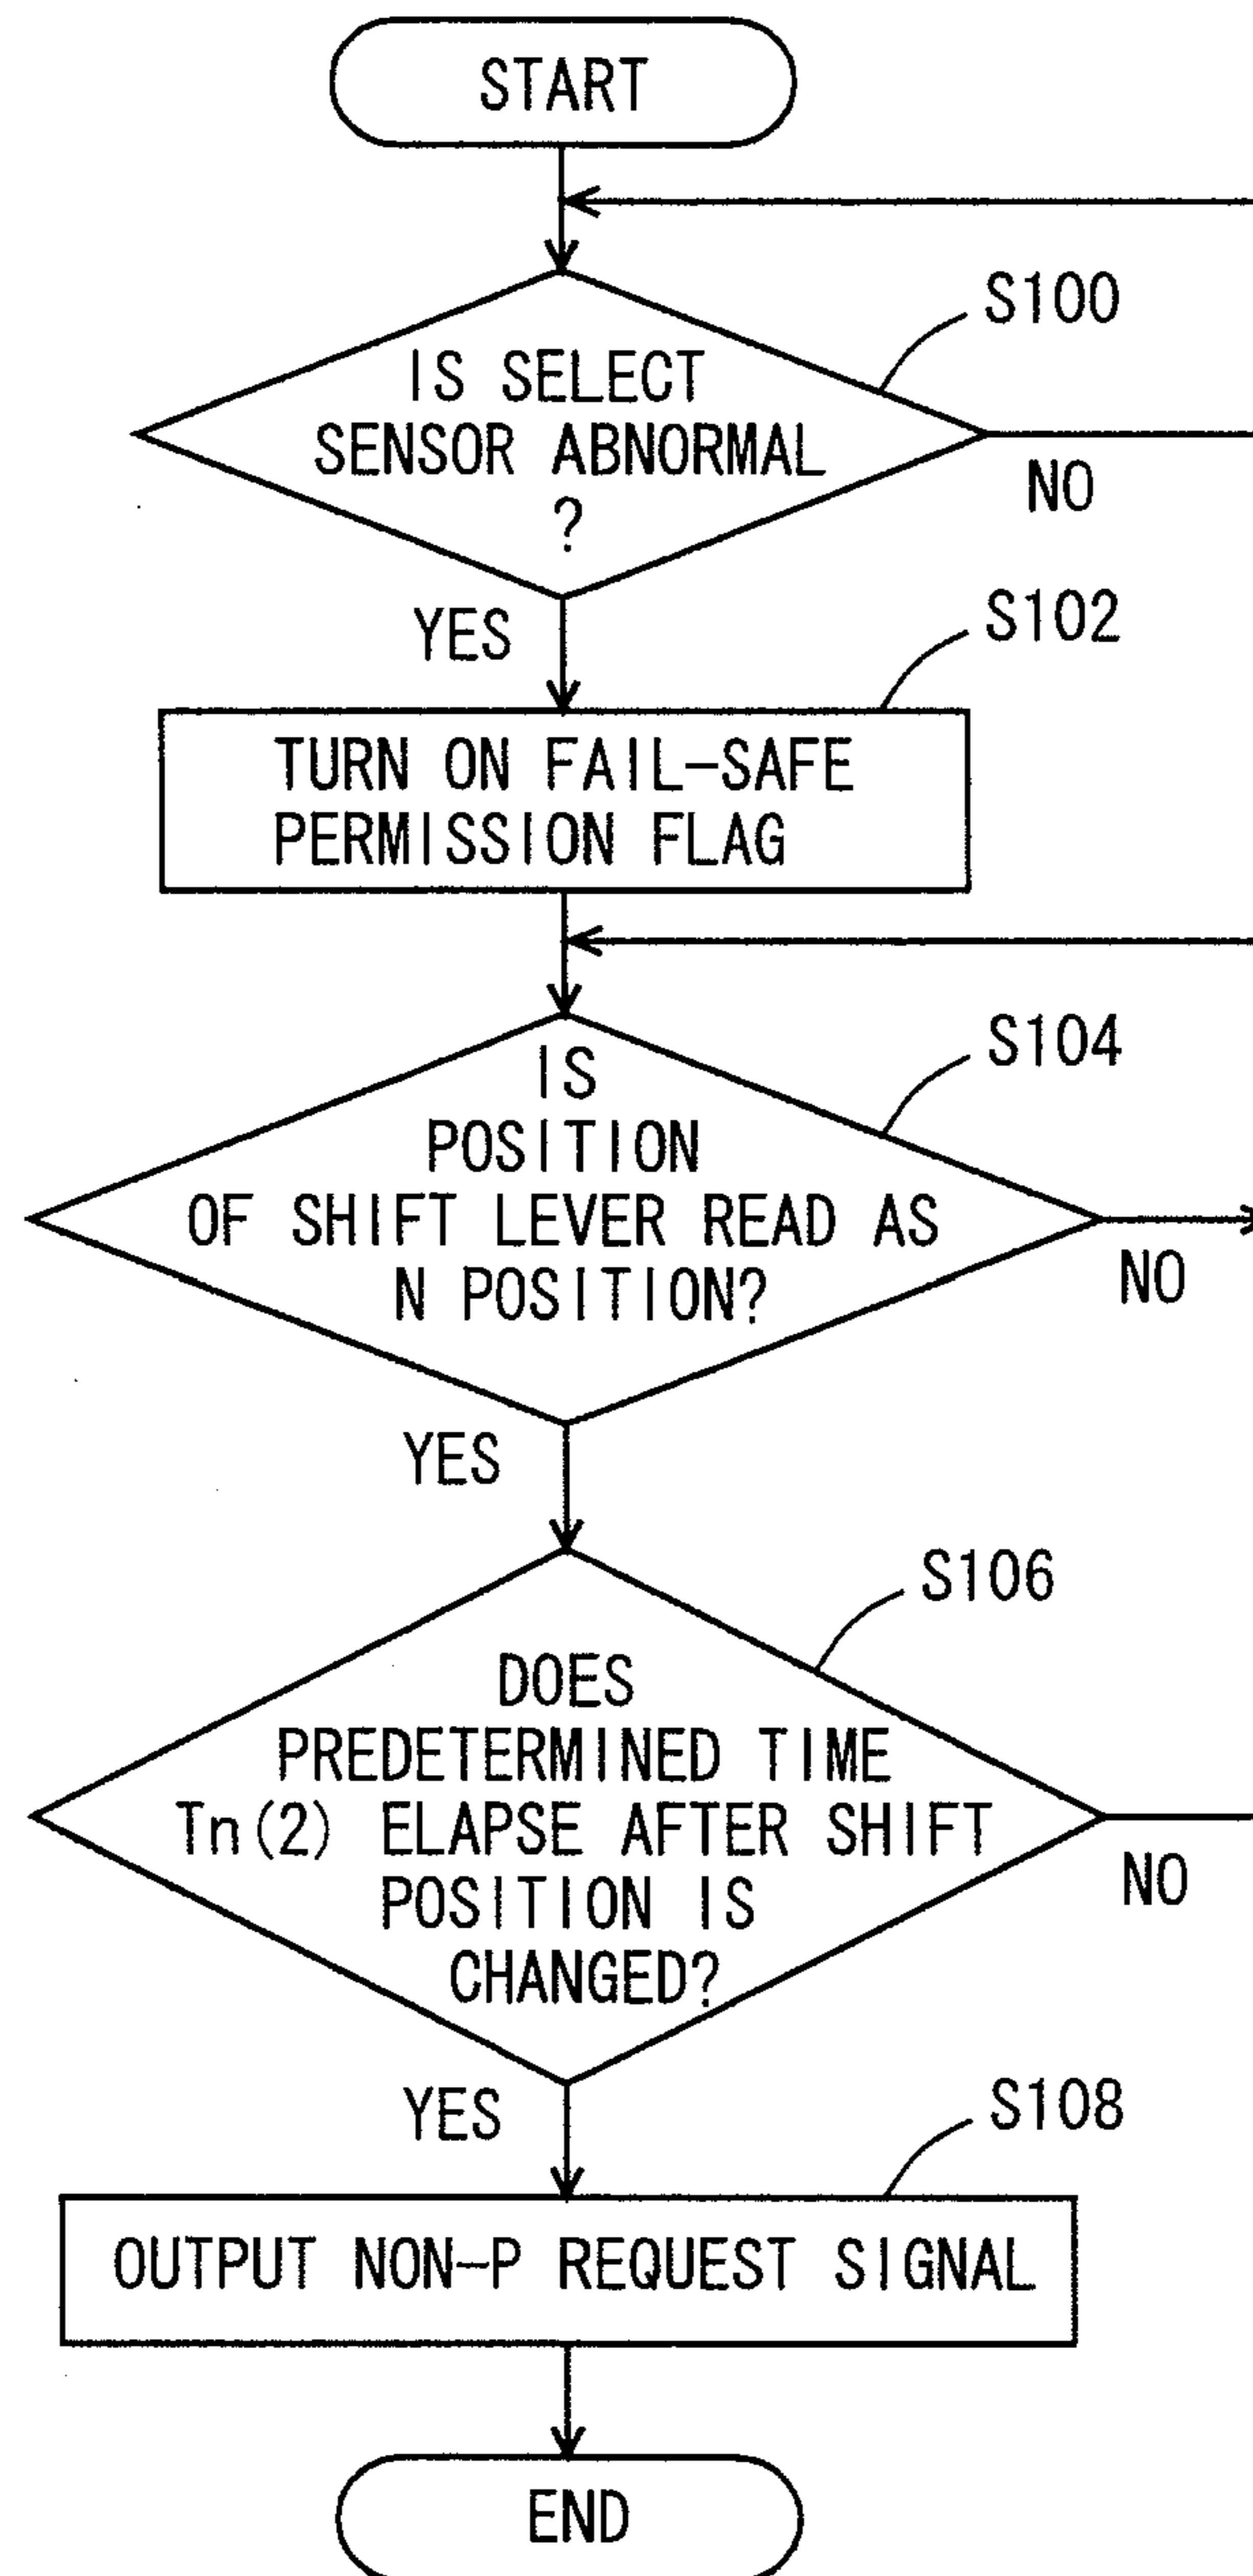 START
S100
IS SELECT
SENSOR ABNORMAL
?
NO
YES
S102
TURN ON FAIL-SAFE
PERMISSION FLAG
S104
IS
POSITION
OF SHIFT LEVER READ AS
N POSITION?
NO
YES
S106
DOES
PREDETERMINED TIME
Tn(2) ELAPSE AFTER SHIFT
POSITION IS
CHANGED?
NO
YES
S108
OUTPUT NON-P REQUEST SIGNAL
END